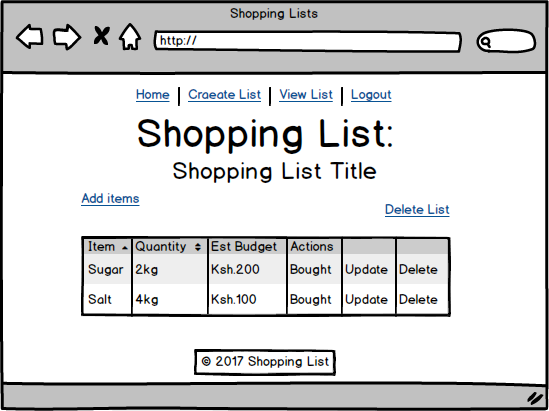 Shopping Lists
http://
Home Craeate List View List Logout
Shopping List:
Shopping List Title
Add items
Delete List
Item Quantity Est Budget Actions
Sugar 2kg Ksh.200 Bought Update Delete
Salt 4kg Ksh.100 Bought Update Delete
© 2017 Shopping List